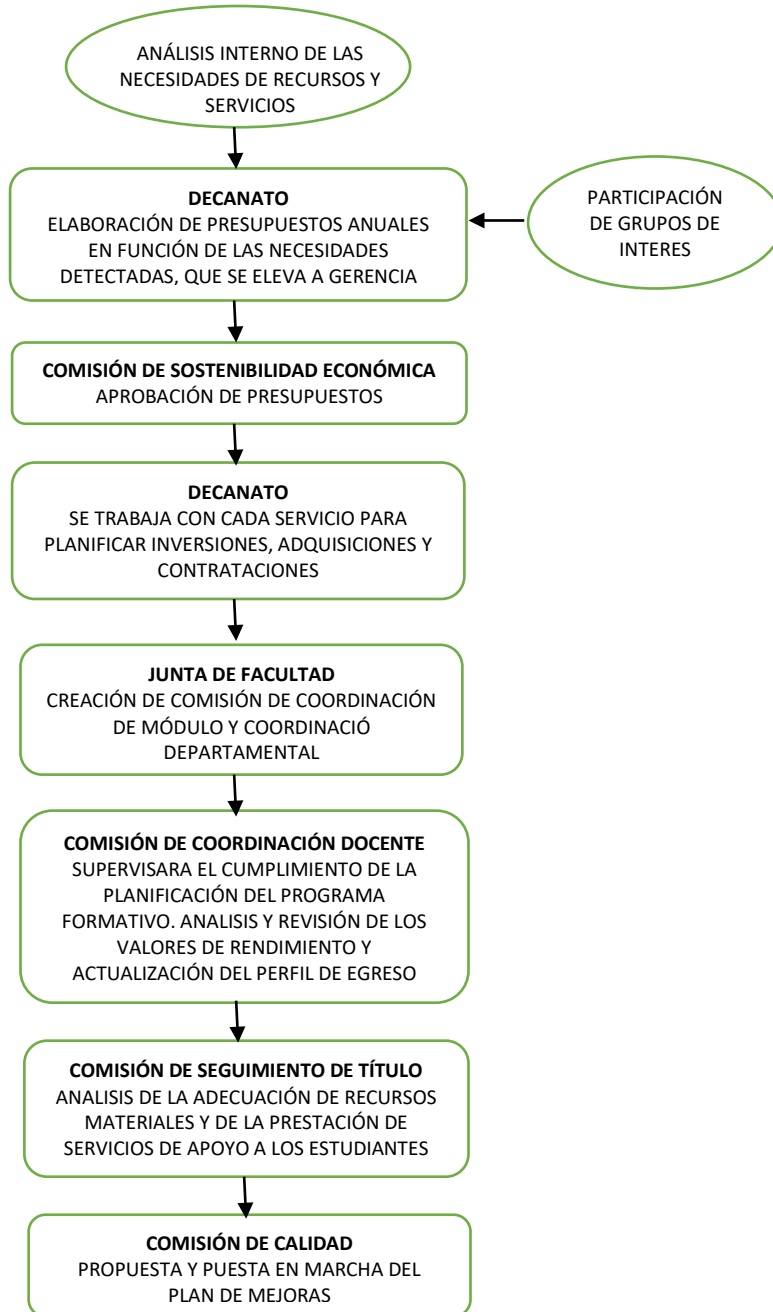 ANÁLISIS INTERNO DE LAS
NECESIDADES DE RECURSOS Y
SERVICIOS
DECANATO
ELABORACIÓN DE PRESUPUESTOS ANUALES
EN FUNCIÓN DE LAS NECESIDADES
DETECTADAS, QUE SE ELEVA A GERENCIA
PARTICIPACIÓN
DE GRUPOS DE
INTERES
COMISIÓN DE SOSTENIBILIDAD ECONÓMICA
APROBACIÓN DE PRESUPUESTOS
DECANATO
SE TRABAJA CON CADA SERVICIO PARA
PLANIFICAR INVERSIONES, ADQUISICIONES Y
CONTRATACIONES
JUNTA DE FACULTAD
CREACIÓN DE COMISIÓN DE COORDINACIÓN
DE MÓDULO Y COORDINACIÓ
DEPARTAMENTAL
COMISIÓN DE COORDINACIÓN DOCENTE
SUPERVISARA EL CUMPLIMIENTO DE LA
PLANIFICACIÓN DEL PROGRAMA
FORMATIVO. ANALISIS Y REVISIÓN DE LOS
VALORES DE RENDIMIENTO Y
ACTUALIZACIÓN DEL PERFIL DE EGRESO
COMISIÓN DE SEGUIMIENTO DE TÍTULO
ANALISIS DE LA ADECUACIÓN DE RECURSOS
MATERIALES Y DE LA PRESTACIÓN DE
SERVICIOS DE APOYO A LOS ESTUDIANTES
COMISIÓN DE CALIDAD
PROPUESTA Y PUESTA EN MARCHA DEL
PLAN DE MEJORAS